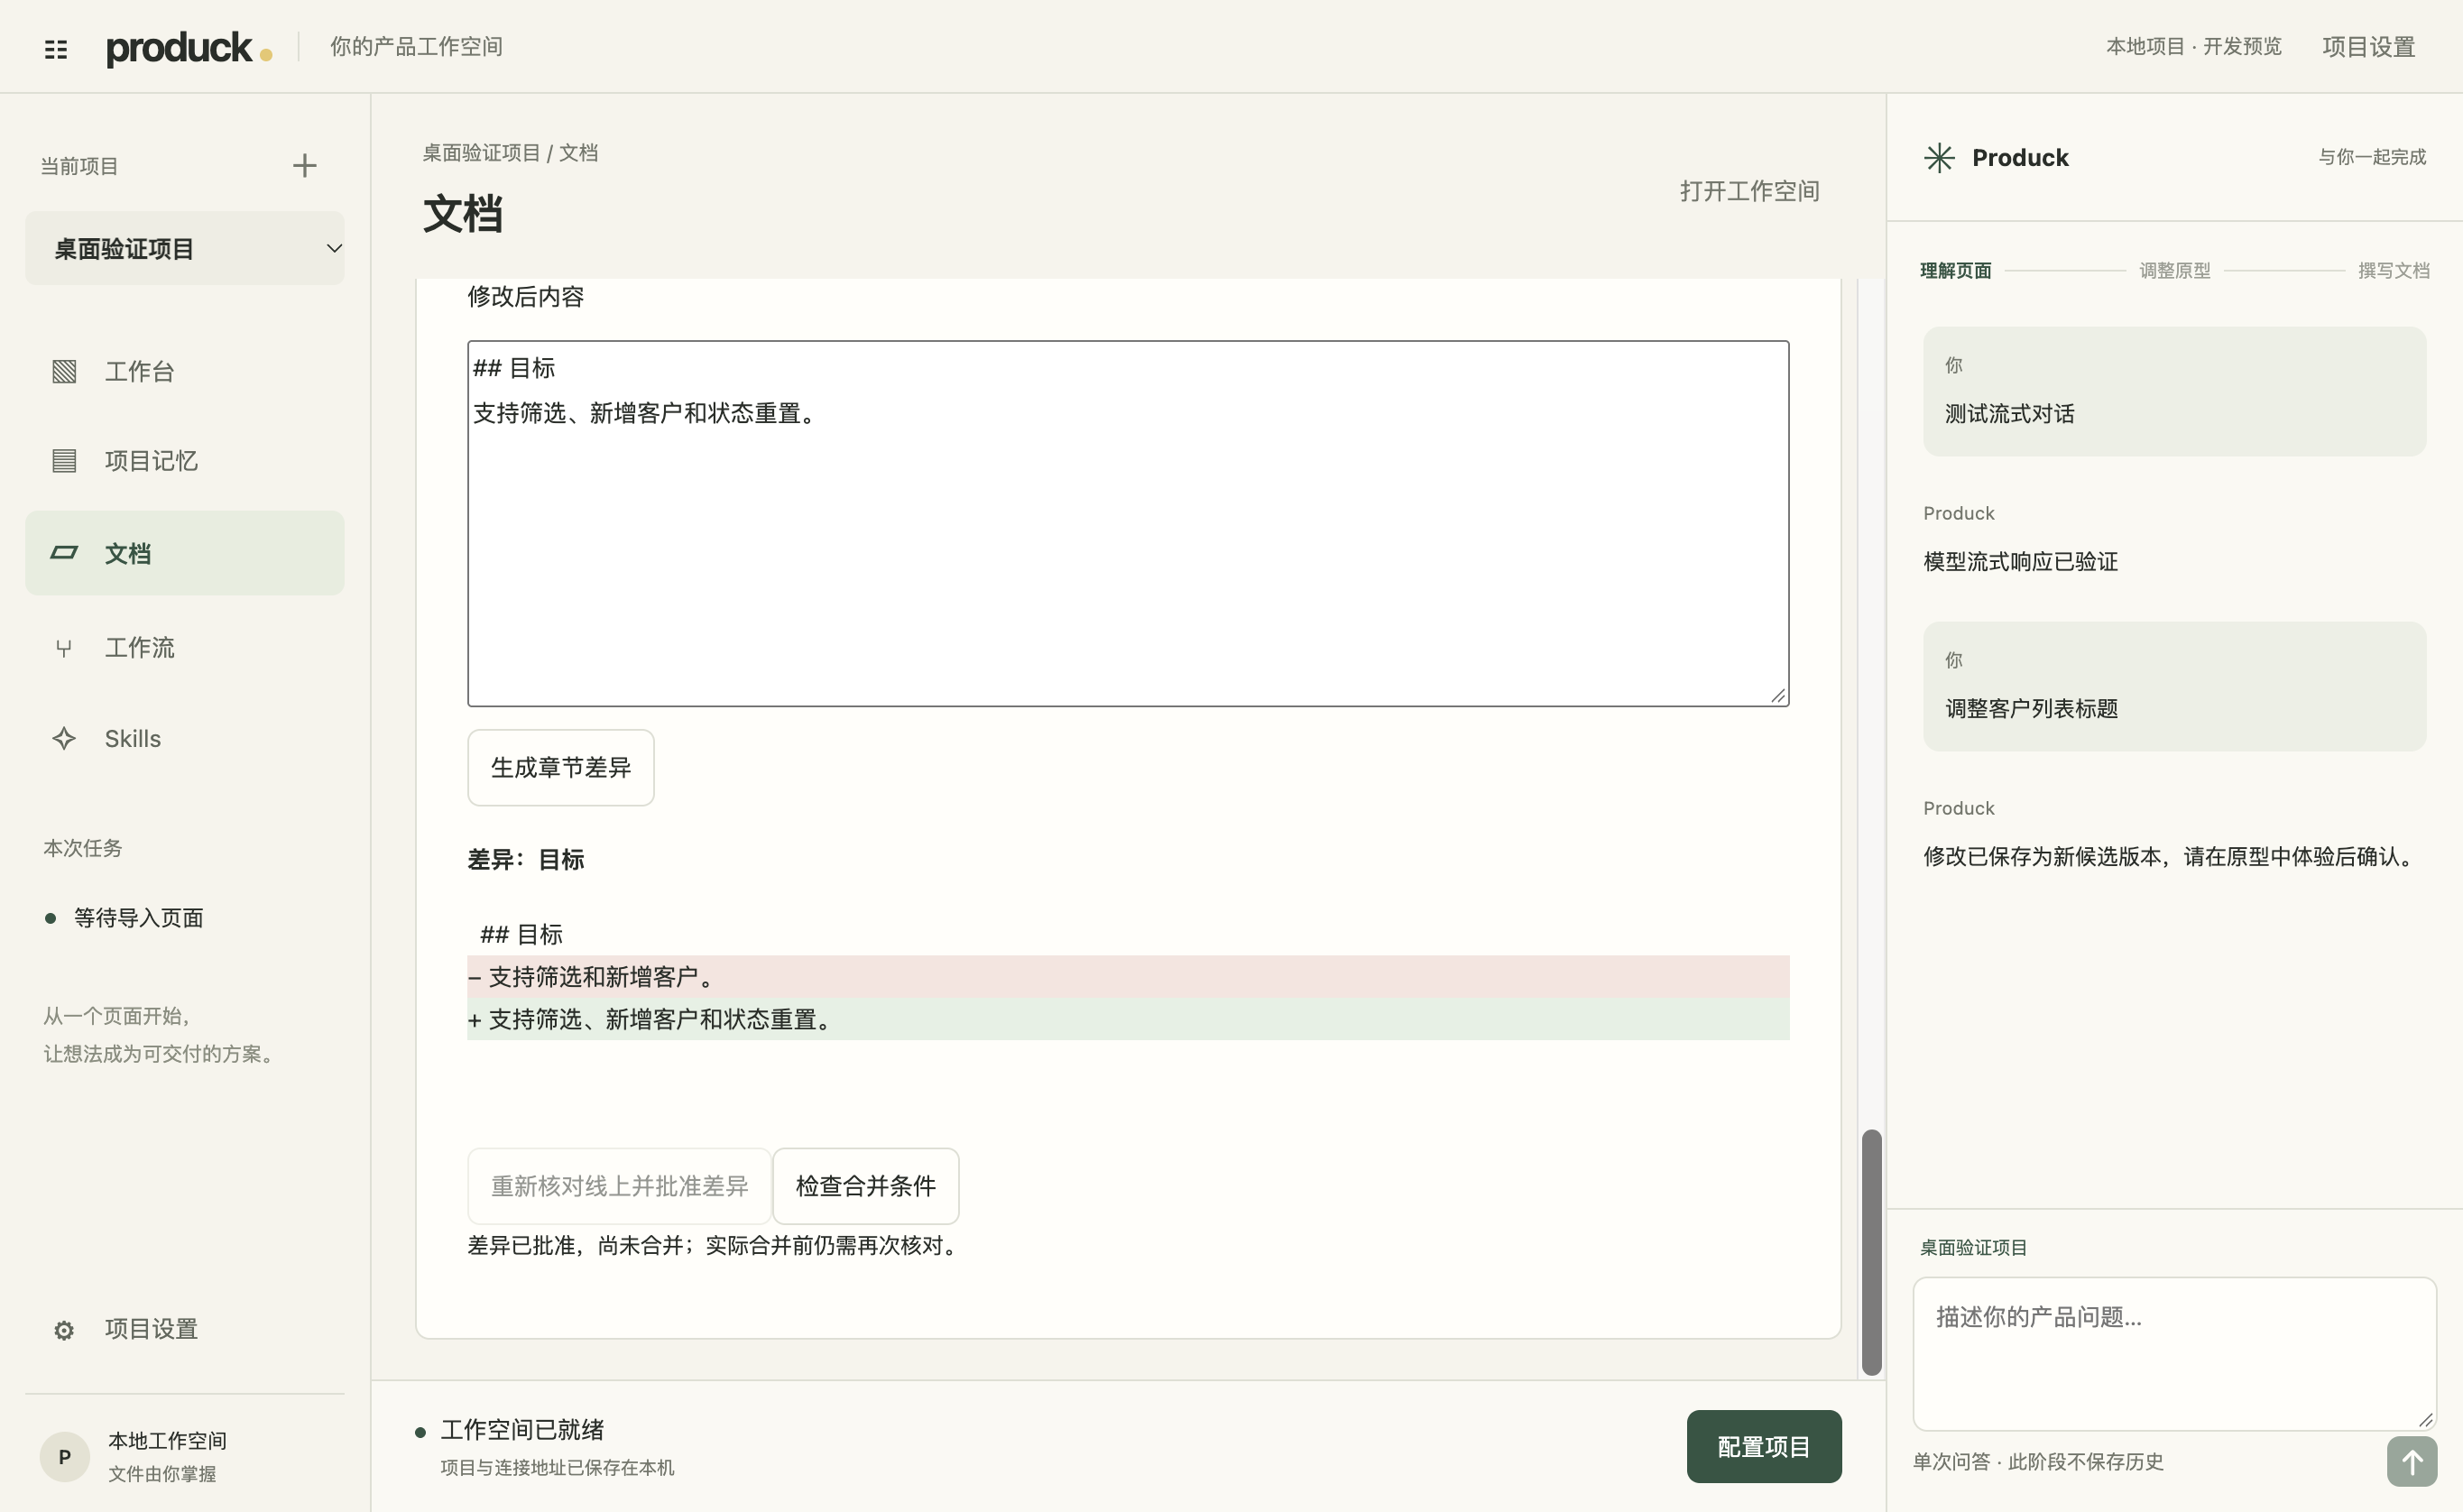 produck
你的产品工作空间
本地项目 · 开发预览
项目设置
当前项目
桌面验证项目
工作台
项目记忆
文档
工作流
Skills
本次任务
等待导入页面
从一个页面开始，
让想法成为可交付的方案。
项目设置
P
本地工作空间
文件由你掌握
桌面验证项目 / 文档
文档
打开工作空间
修改后内容
## 目标
支持筛选、新增客户和状态重置。
生成章节差异
差异：目标
## 目标
− 支持筛选和新增客户。
+ 支持筛选、新增客户和状态重置。
重新核对线上并批准差异
检查合并条件
差异已批准，尚未合并；实际合并前仍需再次核对。
工作空间已就绪
项目与连接地址已保存在本机
配置项目
Produck
与你一起完成
理解页面
调整原型
撰写文档
你
测试流式对话
Produck
模型流式响应已验证
你
调整客户列表标题
Produck
修改已保存为新候选版本，请在原型中体验后确认。
桌面验证项目
描述你的产品问题...
单次问答 · 此阶段不保存历史